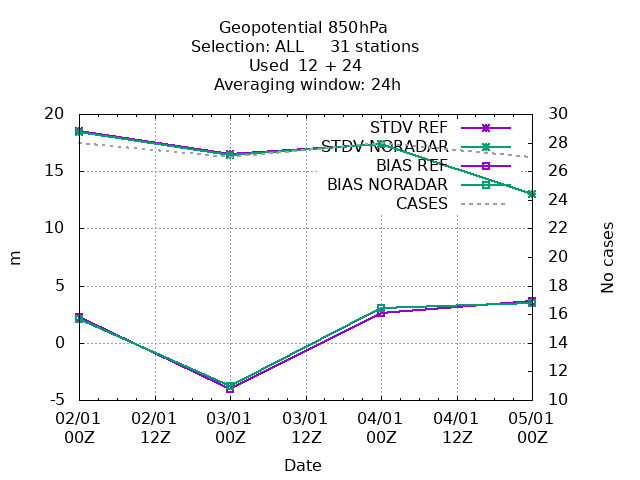 Geopotential 850hPa
Selection: ALL 31 stations
Used 12 + 24
Averaging window: 24h
20
15
10
5
0
-5
m
30
28
26
24
22
20
18
16
14
12
10
No cases
STDV REF
STDV NORADAR
BIAS REF
BIAS NORADAR
CASES
02/01 00Z
02/01 12Z
03/01 00Z
03/01 12Z
04/01 00Z
04/01 12Z
05/01 00Z
Date